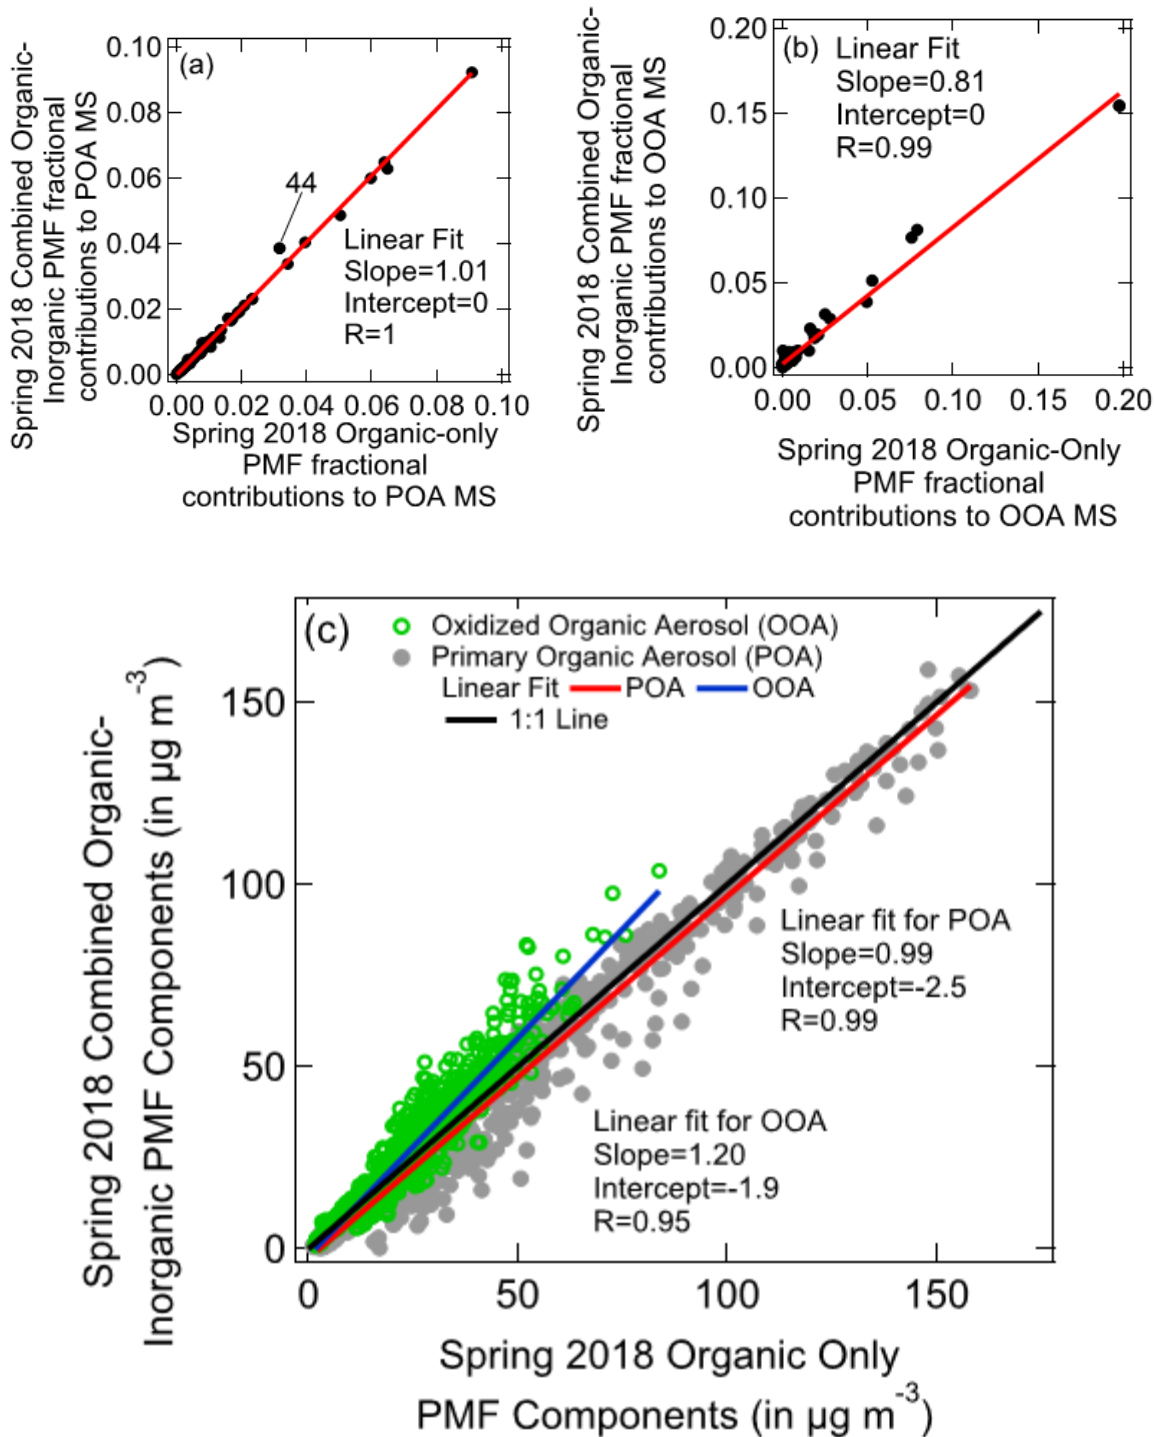 Spring 2018 Combined Organic-
Inorganic PMF fractional
contributions to POA MS
0.10
0.08
0.06
0.04
0.02
0.00
(a)
44
Linear Fit
Slope=1.01
Intercept=0
R=1
0.00 0.02 0.04 0.06 0.08 0.10
Spring 2018 Organic-only
PMF fractional
contributions to POA MS
Spring 2018 Combined Organic-
Inorganic PMF fractional
contributions to OOA MS
0.20
0.15
0.10
0.05
0.00
(b)
Linear Fit
Slope=0.81
Intercept=0
R=0.99
0.00 0.05 0.10 0.15 0.20
Spring 2018 Organic-Only
PMF fractional
contributions to OOA MS
Spring 2018 Combined Organic-
Inorganic PMF Components (in µg m-3)
150
100
50
0
(c)
Oxidized Organic Aerosol (OOA)
Primary Organic Aerosol (POA)
Linear Fit POA OOA
1:1 Line
Linear fit for POA
Slope=0.99
Intercept=-2.5
R=0.99
Linear fit for OOA
Slope=1.20
Intercept=-1.9
R=0.95
0 50 100 150
Spring 2018 Organic Only
PMF Components (in µg m-3)